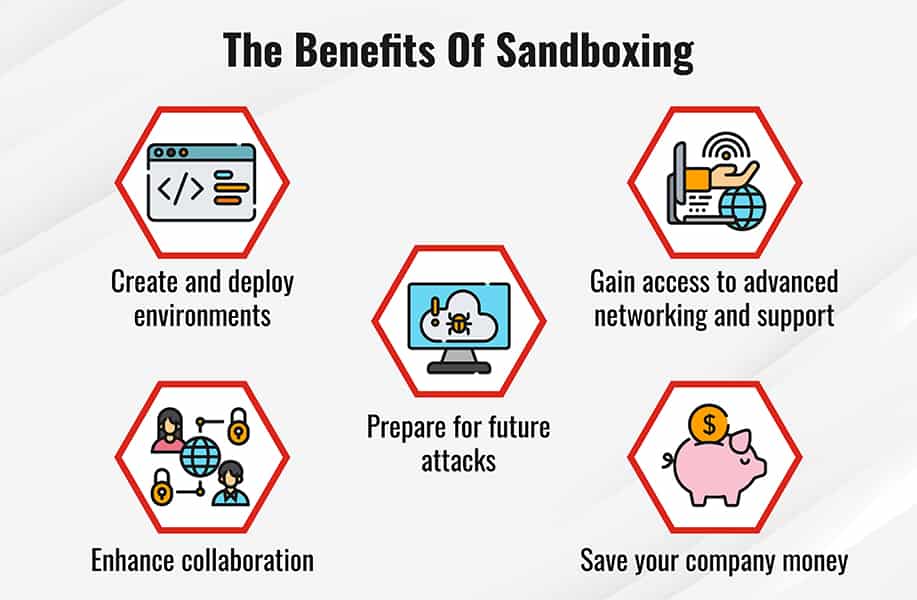 The Benefits Of Sandboxing
</>
Create and deploy
environments
Gain access to advanced
networking and support
Prepare for future
attacks
$
Enhance collaboration
Save your company money